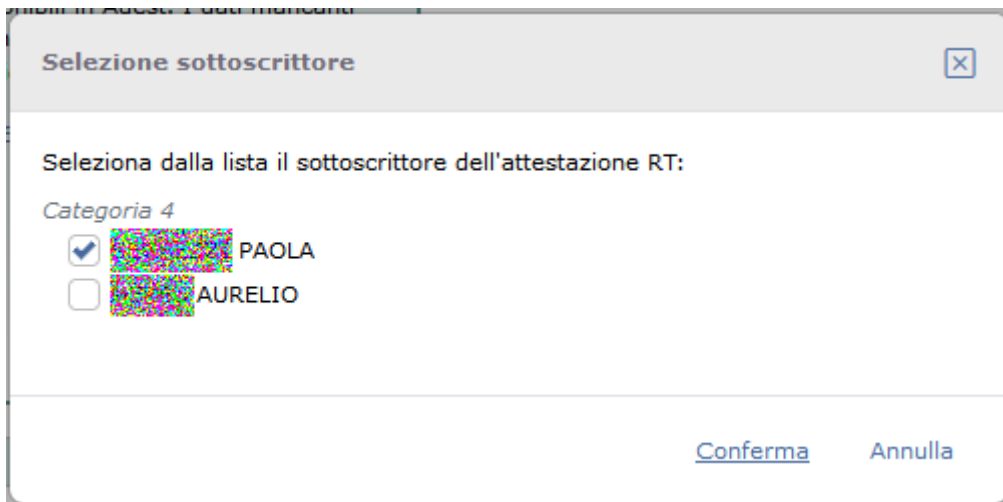 Selezione sottoscrittore
Seleziona dalla lista il sottoscrittore dell'attestazione RT:
Categoria 4
PAOLA
AURELIO
Conferma Annulla